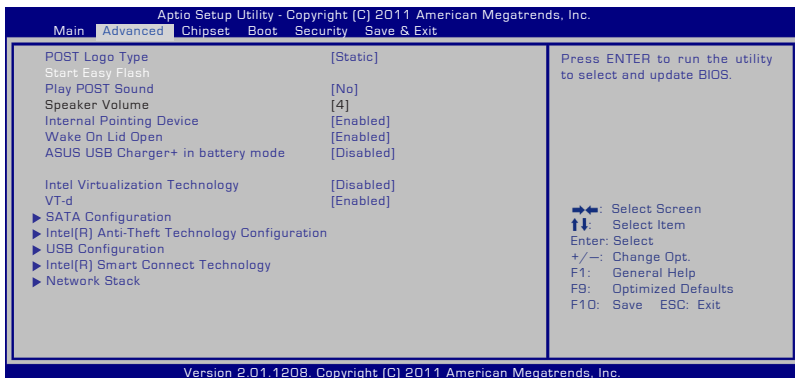 Aptio Setup Utility - Copyright (C) 2011 American Megatrends, Inc.
Main Advanced Chipset Boot Security Save & Exit
POST Logo Type [Static]
Start Easy Flash
Play POST Sound [No]
Speaker Volume [4]
Internal Pointing Device [Enabled]
Wake On Lid Open [Enabled]
ASUS USB Charger+ in battery mode [Disabled]
Intel Virtualization Technology [Disabled]
VT-d [Enabled]
SATA Configuration
Intel(R) Anti-Theft Technology Configuration
USB Configuration
Intel(R) Smart Connect Technology
Network Stack
Press ENTER to run the utility
to select and update BIOS.
→←: Select Screen
↑↓: Select Item
Enter: Select
+/—: Change Opt.
F1: General Help
F9: Optimized Defaults
F10: Save ESC: Exit
Version 2.01.1208. Copyright (C) 2011 American Megatrends, Inc.